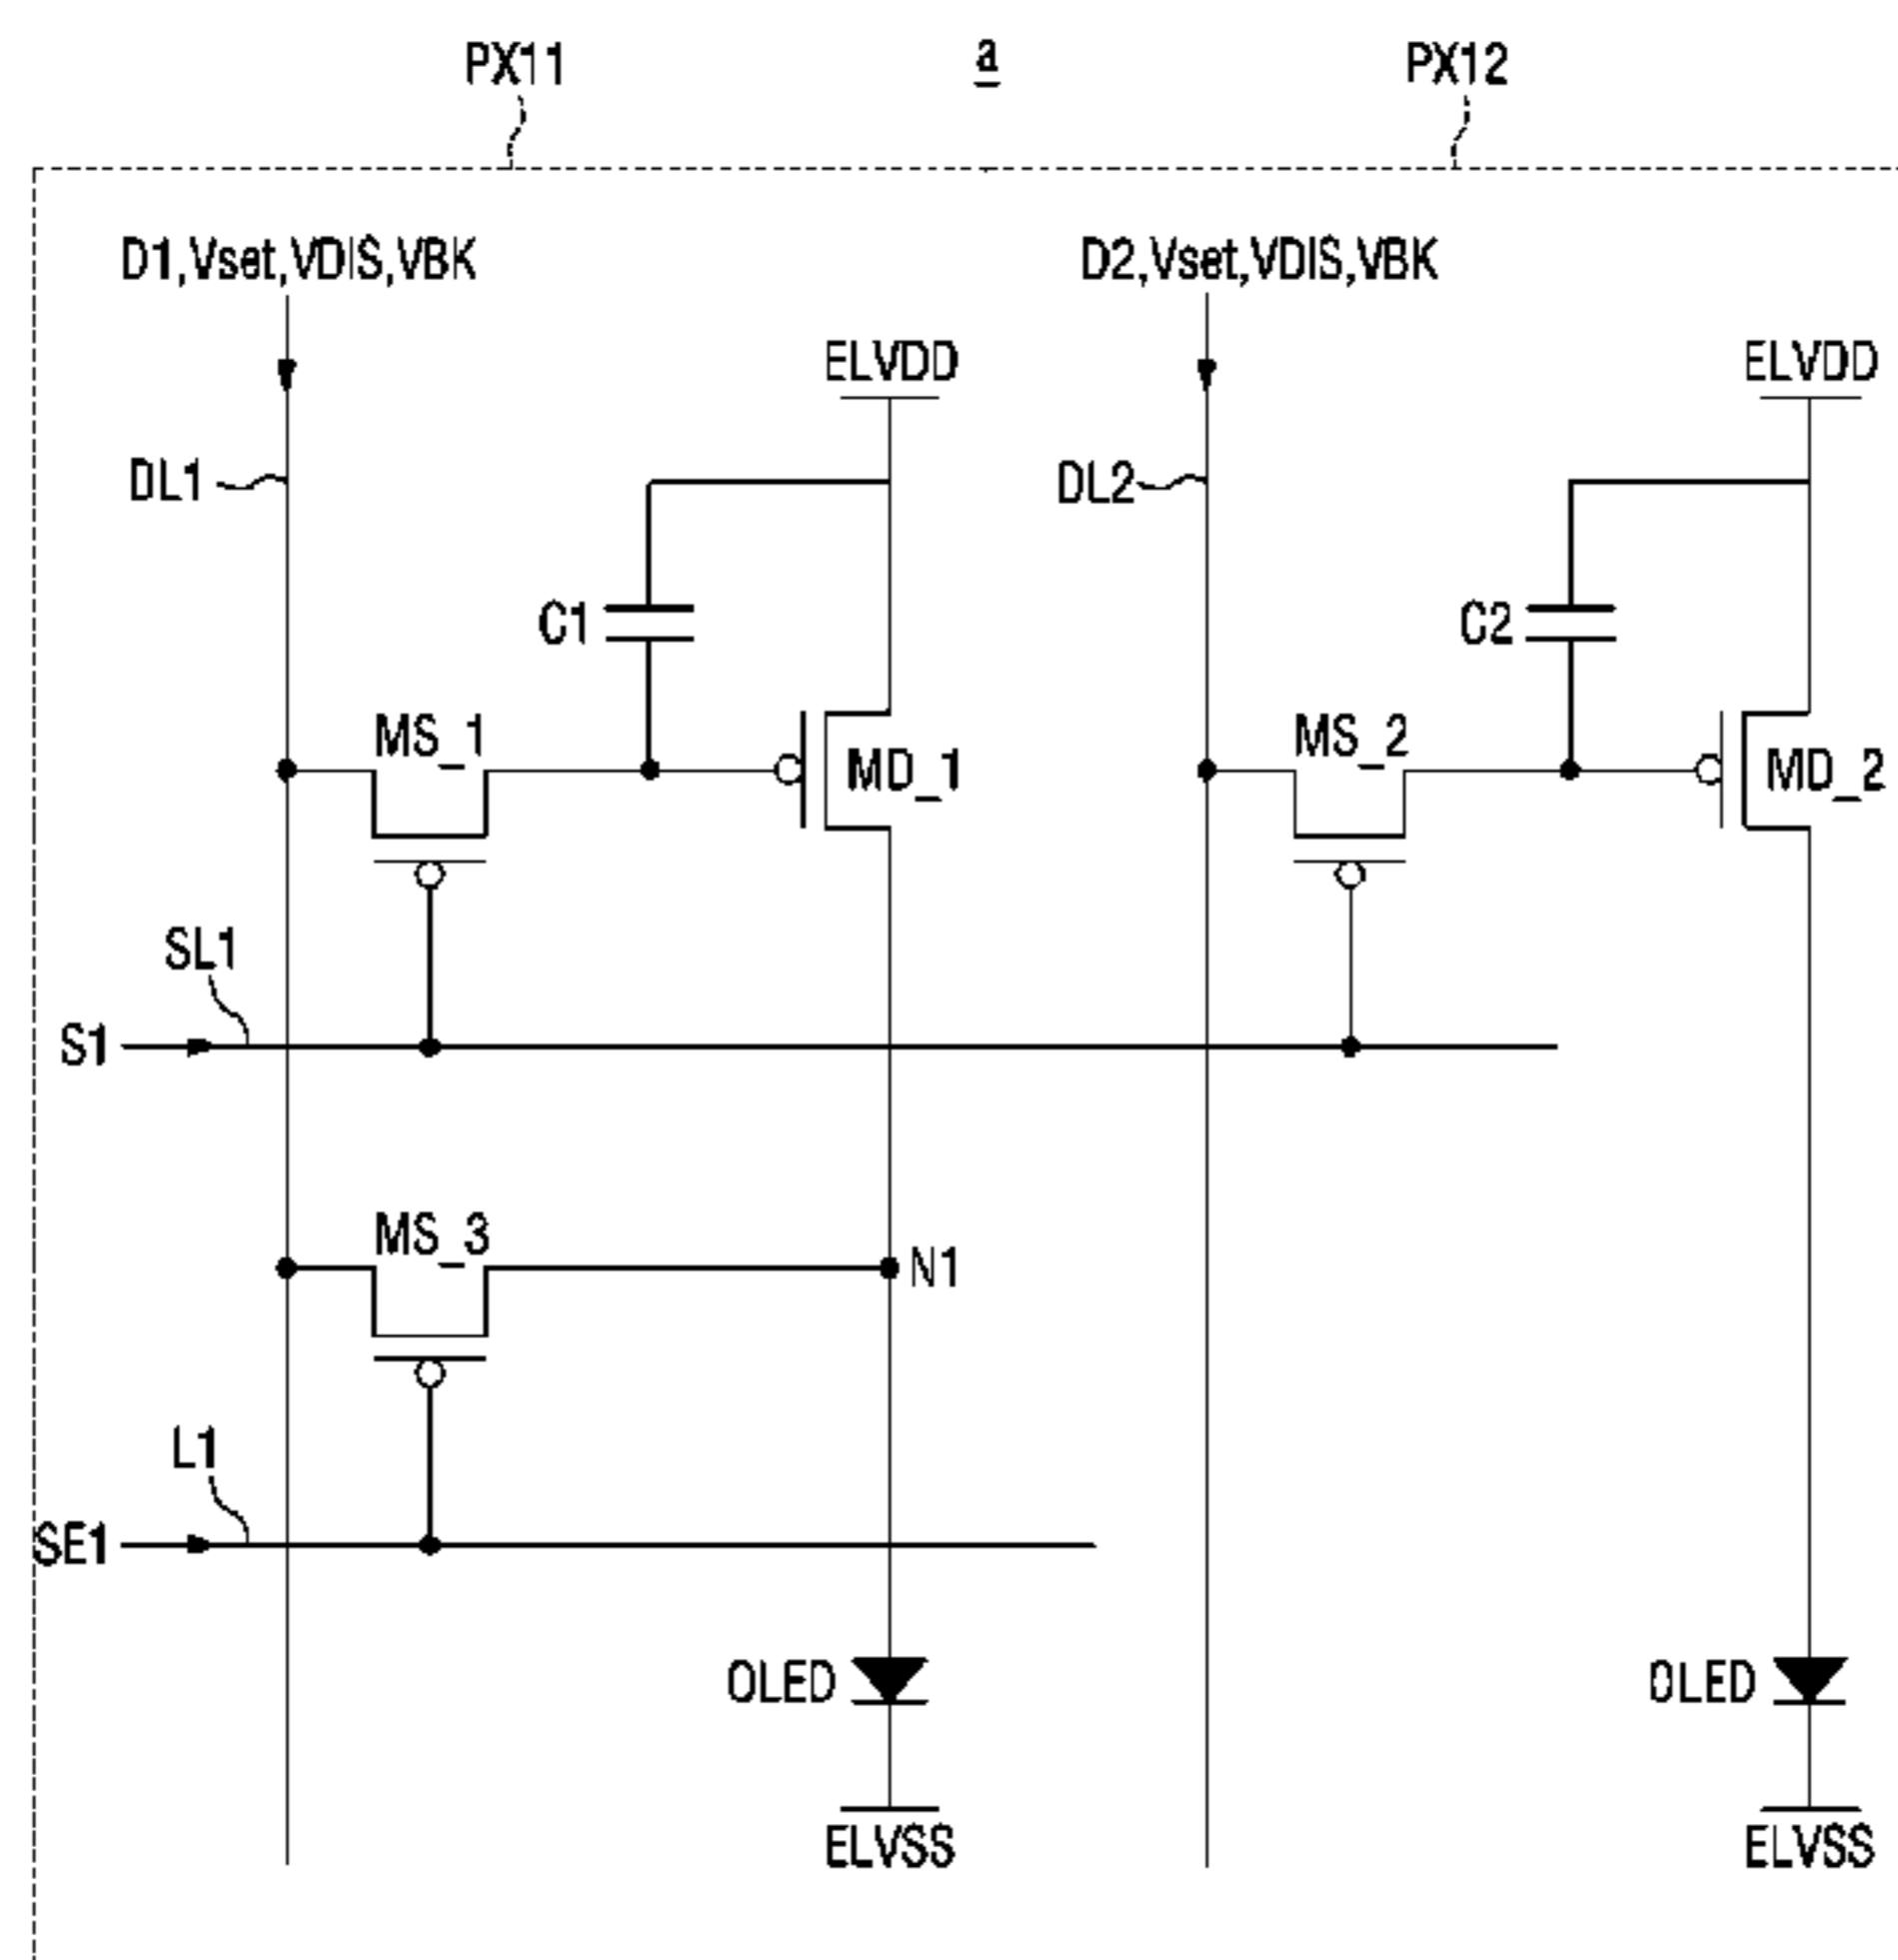 PX11
a
PX12
D1,Vset,VDIS,VBK
D2,Vset,VDIS,VBK
ELVDD
ELVDD
DL1
DL2
C1
C2
MS_1
MD_1
MS_2
MD_2
SL1
S1
MS_3
N1
L1
SE1
OLED
OLED
ELVSS
ELVSS